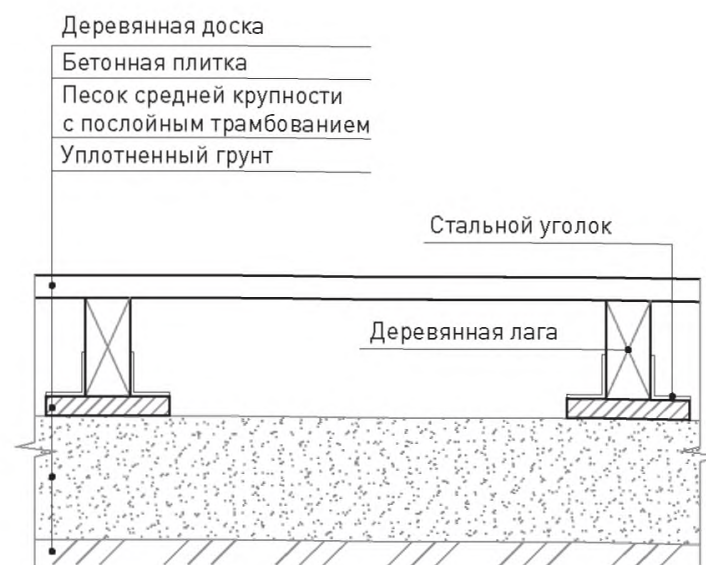 Деревянная доска
Бетонная плитка
Песок средней крупности
с послойным трамбованием
Уплотненный грунт
Стальной уголок
Деревянная лага